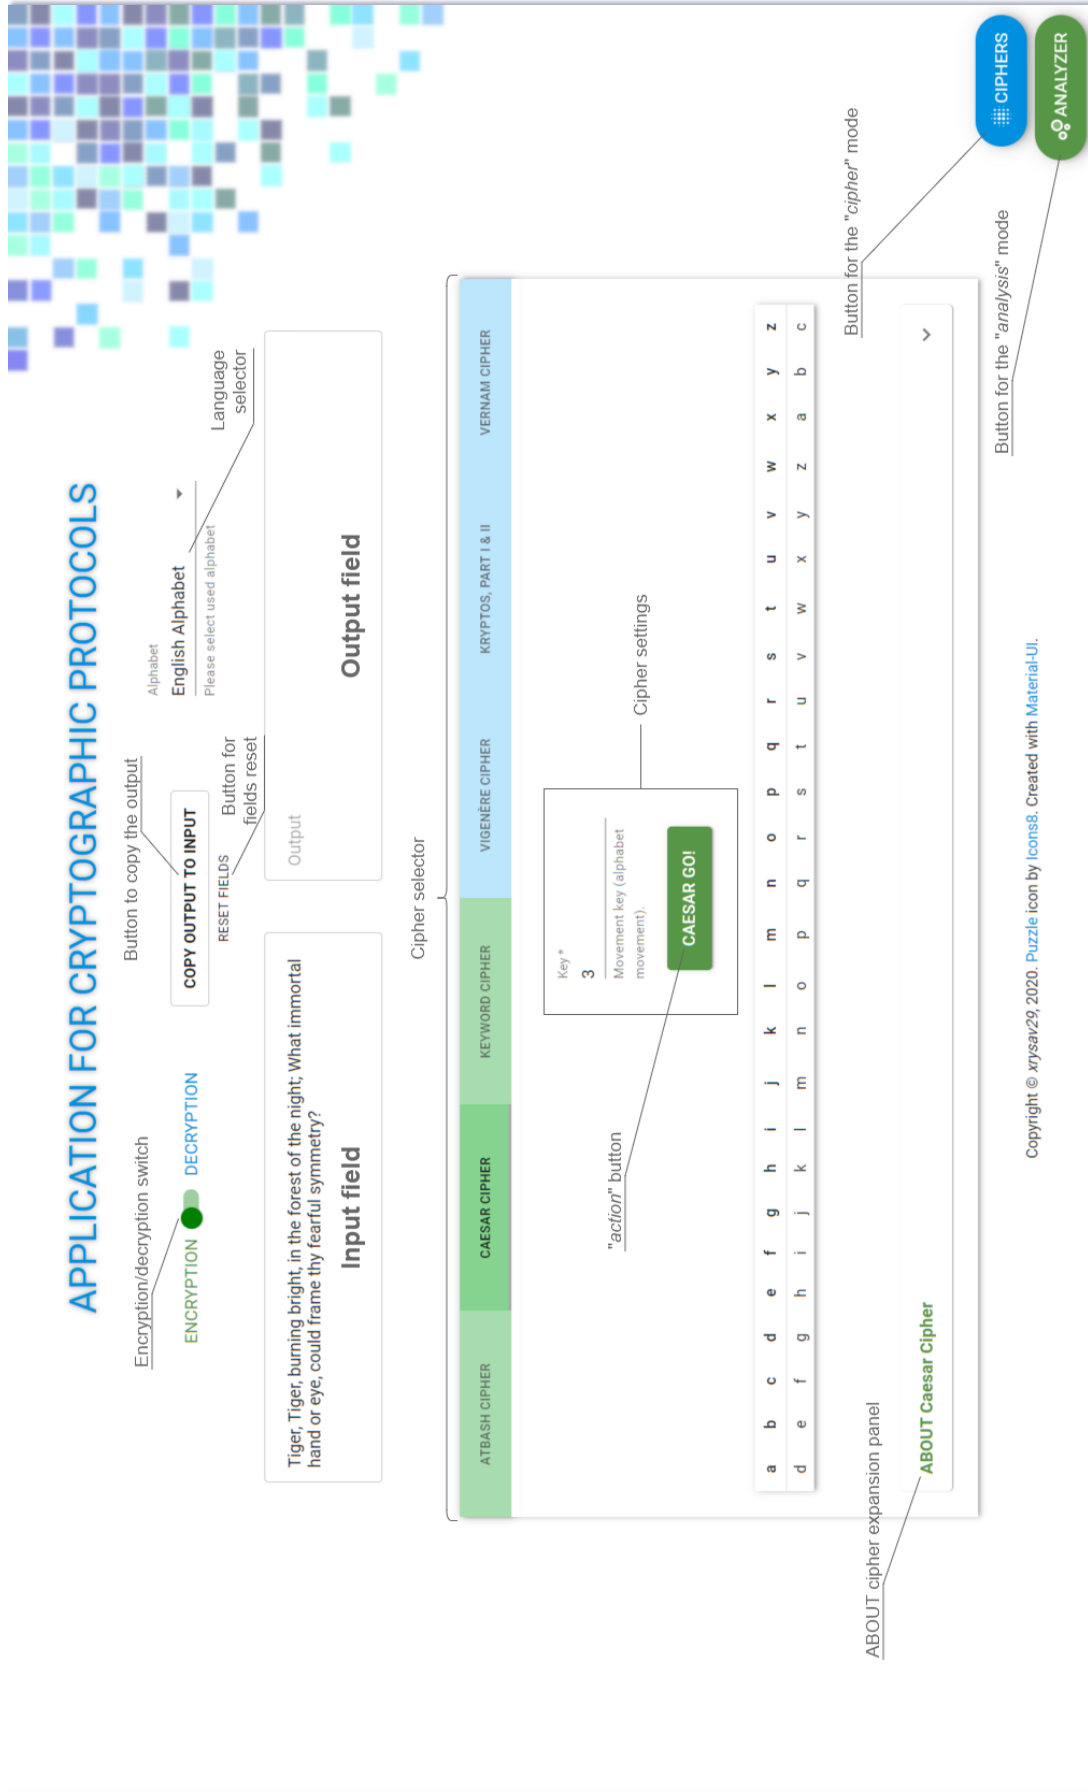 APPLICATION FOR CRYPTOGRAPHIC PROTOCOLS
Encryption/decryption switch
Button to copy the output
ENCRYPTION DECRYPTION
COPY OUTPUT TO INPUT
RESET FIELDS
Button for
fields reset
Alphabet
English Alphabet
Please select used alphabet
Language
selector
Tiger, Tiger, burning bright, in the forest of the night; What immortal
hand or eye, could frame thy fearful symmetry?
Input field
Output
Output field
Cipher selector
ATBASH CIPHER CAESAR CIPHER KEYWORD CIPHER VIGENÈRE CIPHER KRYPTOS, PART I & II VERNAM CIPHER
Key *
3
Movement key (alphabet
movement).
CAESAR GO!
"action" button
Cipher settings
a b c d e f g h i j k l m n o p q r s t u v w x y z
d e f g h i j k l m n o p q r s t u v w x y z a b c
ABOUT cipher expansion panel
Button for the "cipher" mode
ABOUT Caesar Cipher
CIPHERS
Button for the "analysis" mode
ANALYZER
Copyright © xrysav29, 2020. Puzzle icon by Icons8. Created with Material-UI.